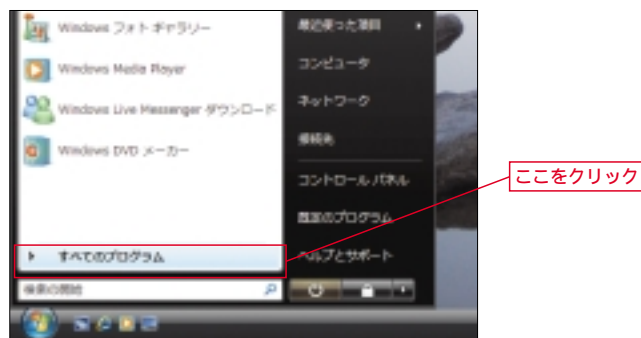 Windows フォト ギャラリー
Windows Media Player
Windows Live Messenger ダウンロード
Windows DVD メーカー
すべてのプログラム
検索の開始
最近使った項目
コンピュータ
ネットワーク
接続先
コントロール パネル
既定のプログラム
ヘルプとサポート
ここをクリック